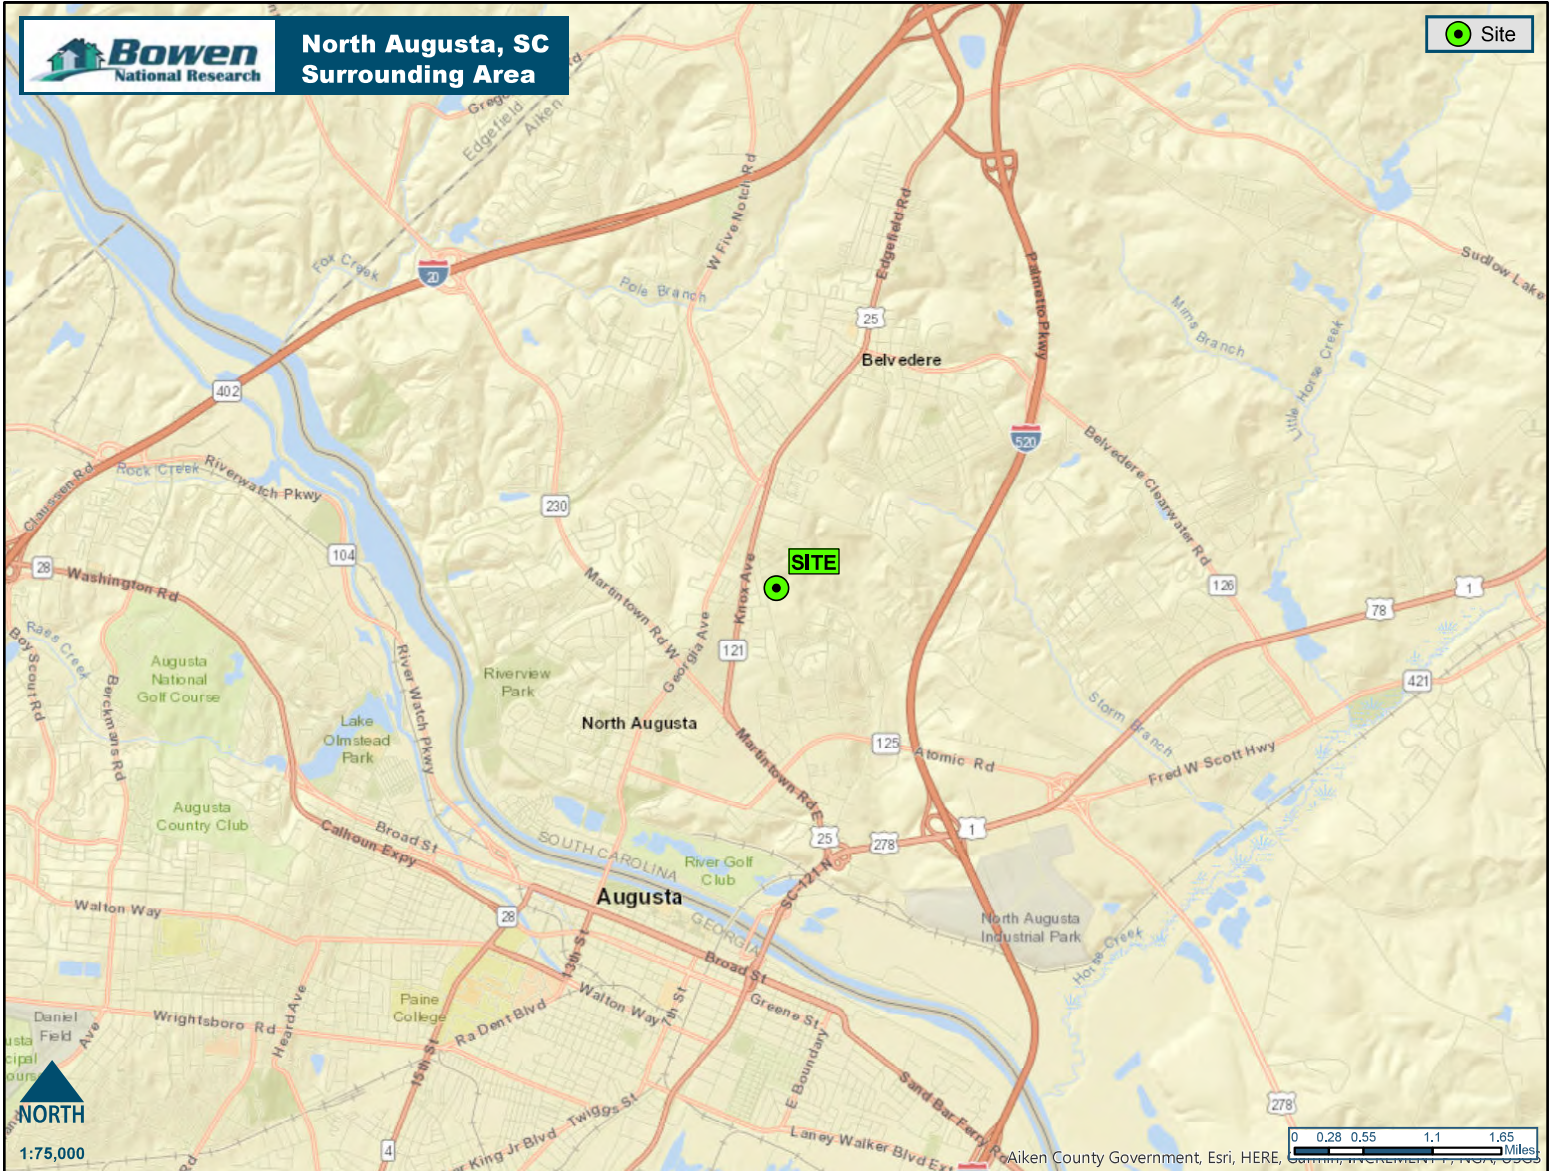 Bowen
National Research
North Augusta, SC
Surrounding Area
Site
Edgefield
Aiken
W Five Notch Rd
Edgefield Rd
Palmetto Pkwy
Sudlow Lake
Fox Creek
20
Pole Branch
25
Mims Branch
Little Horse Creek
Belvedere
402
520
Belvedere Clearwater Rd
Claussen Rd
Rock Creek
Riverwatch Pkwy
230
104
28
Washington Rd
SITE
Knox Ave
Martintown Rd W
Georgia Ave
121
126
1
78
421
Boy Scout Rd
Raes Creek
Berckmans Rd
Augusta
National
Golf Course
River Watch Pkwy
Riverview
Park
Lake
Olmstead
Park
North Augusta
Martintown Rd E
125
Atomic Rd
Storm Branch
Fred W Scott Hwy
Augusta
Country Club
Calhoun Expy
Broad St
SOUTH CAROLINA
River Golf
Club
25
278
1
SC-121 N
Augusta
GEORGIA
Walton Way
28
13th St
North Augusta
Industrial Park
Horse Creek
Broad St
Greene St
7th St
Walton Way
Paine
College
Ra Dent Blvd
Daniel
Field
Ave
Wrightsboro Rd
Heard Ave
15th St
E Boundary
Sand Bar Ferry
Twiggs St
King Jr Blvd
Laney Walker Blvd Ext
4
278
NORTH
1:75,000
0 0.28 0.55 1.1 1.65
Miles
Aiken County Government, Esri, HERE, Garmin, INCREMENT P, NGA, USGS